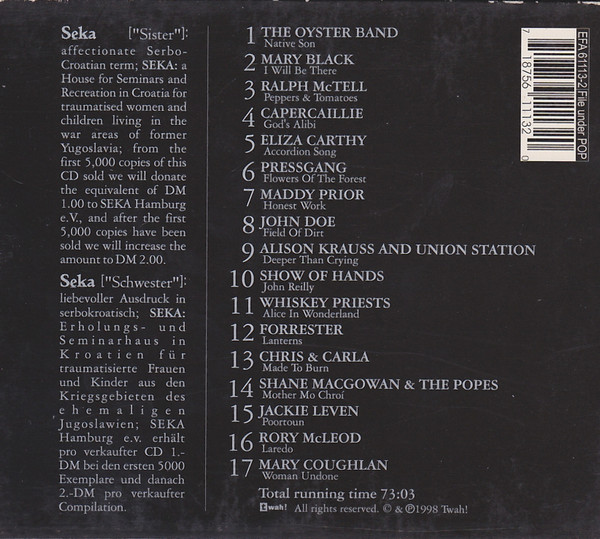 Seka ["Sister"]:
affectionate Serbo-
Croatian term; SEKA: a
House for Seminars and
Recreation in Croatia for
traumatised women and
children living in the
war areas of former
Yugoslavia; from the
first 5,000 copies of this
CD sold we will donate
the equivalent of DM
1.00 to SEKA Hamburg
e.V., and after the first
5,000 copies have been
sold we will increase the
amount to DM 2.00.
Seka ["Schwester"]:
liebevoller Ausdruck in
serbokroatisch; SEKA:
Erholungs- und
Seminarhaus in
Kroatien für
traumatisierte Frauen
und Kinder aus den
Kriegsgebieten des
ehemaligen
Jugoslawien; SEKA
Hamburg e.v. erhält
pro verkaufter CD 1.-
DM bei den ersten 5000
Exemplare und danach
2.-DM pro verkaufter
Compilation.
1 THE OYSTER BAND
Native Son
2 MARY BLACK
I Will Be There
3 RALPH McTELL
Peppers & Tomatoes
4 CAPERCAILLIE
God's Alibi
5 ELIZA CARTHY
Accordion Song
6 PRESSGANG
Flowers Of The Forest
7 MADDY PRIOR
Honest Work
8 JOHN DOE
Field Of Dirt
9 ALISON KRAUSS AND UNION STATION
Deeper Than Crying
10 SHOW OF HANDS
John Reilly
11 WHISKEY PRIESTS
Alice In Wonderland
12 FORRESTER
Lanterns
13 CHRIS & CARLA
Made To Burn
14 SHANE MACGOWAN & THE POPES
Mother Mo Chroí
15 JACKIE LEVEN
Poortoun
16 RORY McLEOD
Laredo
17 MARY COUGHLAN
Woman Undone
Total running time 73:03
twah! All rights reserved. © & ℗1998 Twah!
EFA 61113-2 File under POP
7 18756 11132 0